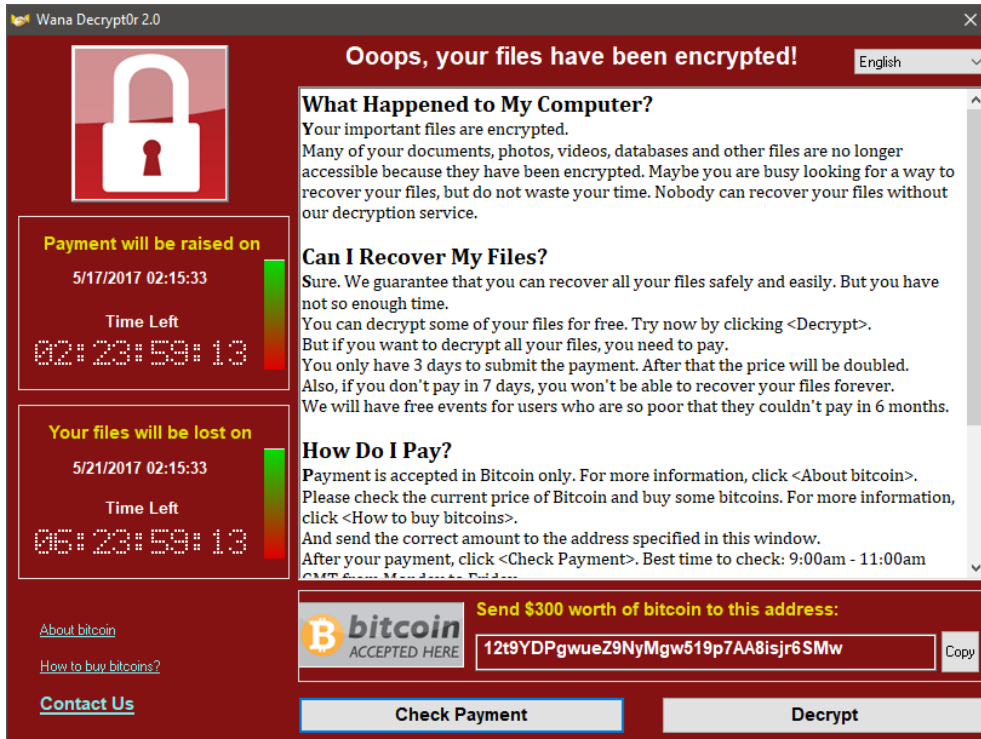 Wana Decrypt0r 2.0
Ooops, your files have been encrypted!
English
Payment will be raised on
5/17/2017 02:15:33
Time Left
02:23:59:13
Your files will be lost on
5/21/2017 02:15:33
Time Left
06:23:59:13
About bitcoin
How to buy bitcoins?
Contact Us
What Happened to My Computer?
Your important files are encrypted.
Many of your documents, photos, videos, databases and other files are no longer
accessible because they have been encrypted. Maybe you are busy looking for a way to
recover your files, but do not waste your time. Nobody can recover your files without
our decryption service.
Can I Recover My Files?
Sure. We guarantee that you can recover all your files safely and easily. But you have
not so enough time.
You can decrypt some of your files for free. Try now by clicking <Decrypt>.
But if you want to decrypt all your files, you need to pay.
You only have 3 days to submit the payment. After that the price will be doubled.
Also, if you don't pay in 7 days, you won't be able to recover your files forever.
We will have free events for users who are so poor that they couldn't pay in 6 months.
How Do I Pay?
Payment is accepted in Bitcoin only. For more information, click <About bitcoin>.
Please check the current price of Bitcoin and buy some bitcoins. For more information,
click <How to buy bitcoins>.
And send the correct amount to the address specified in this window.
After your payment, click <Check Payment>. Best time to check: 9:00am - 11:00am
GMT from Monday to Friday
bitcoin
ACCEPTED HERE
Send $300 worth of bitcoin to this address:
12t9YDPgwueZ9NyMgw519p7AA8isjr6SMw
Copy
Check Payment
Decrypt